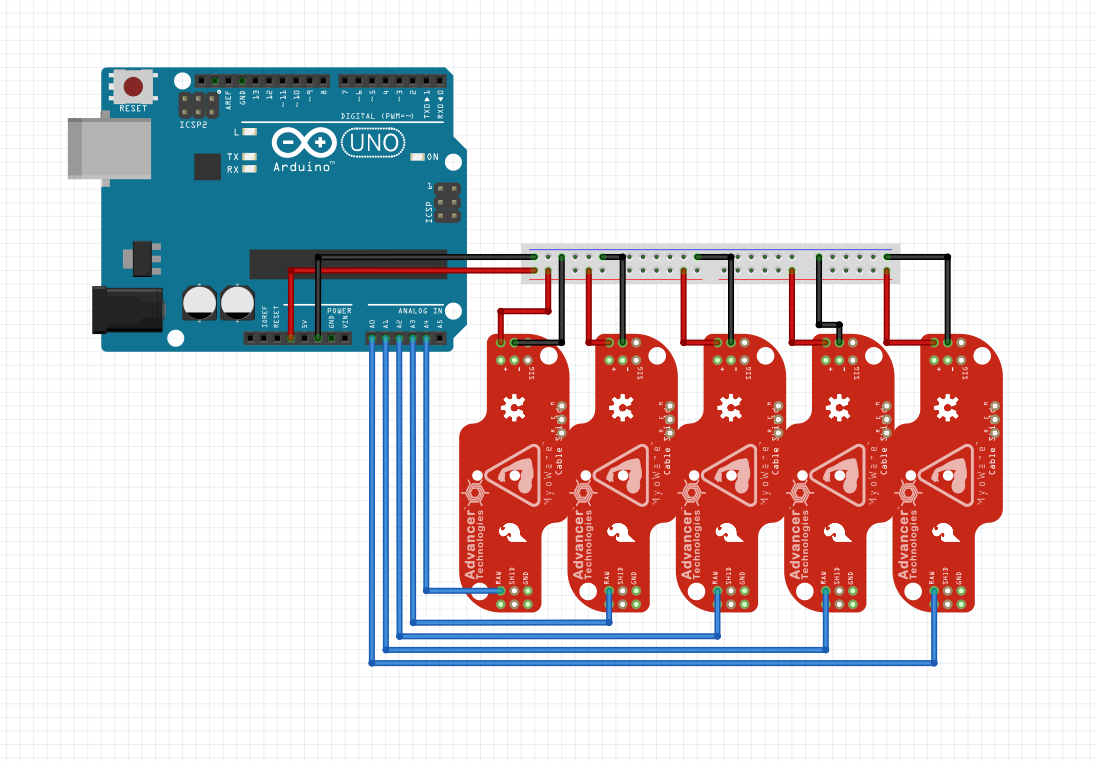 RESET
ICSP2
AREF
GND
13
12
~11
~10
~9
8
7
~6
~5
4
~3
2
TXD▶1
RXD◀0
DIGITAL (PWM=~)
L
TX
RX
Arduino™
UNO
ON
1
ICSP
POWER
ANALOG IN
IOREF
RESET
5V
GND
VIN
A0
A1
A2
A3
A4
A5
+
-
SIG
+
-
SIG
+
-
SIG
+
-
SIG
+
-
SIG
R E M
Cable Shield
MyoWare
Advancer
Technologies
RAW
SHID
GND
R E M
Cable Shield
MyoWare
Advancer
Technologies
RAW
SHID
GND
R E M
Cable Shield
MyoWare
Advancer
Technologies
RAW
SHID
GND
R E M
Cable Shield
MyoWare
Advancer
Technologies
RAW
SHID
GND
R E M
Cable Shield
MyoWare
Advancer
Technologies
RAW
SHID
GND